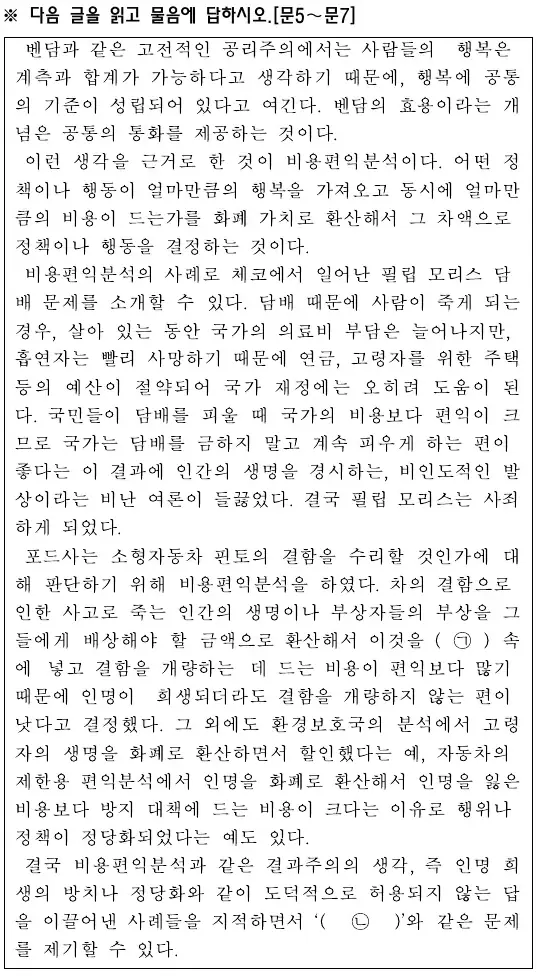 ※ 다음 글을 읽고 물음에 답하시오.[문5~문7]
벤담과 같은 고전적인 공리주의에서는 사람들의 행복은
계측과 합계가 가능하다고 생각하기 때문에, 행복에 공통
의 기준이 성립되어 있다고 여긴다. 벤담의 효용이라는 개
념은 공통의 통화를 제공하는 것이다.
이런 생각을 근거로 한 것이 비용편익분석이다. 어떤 정
책이나 행동이 얼마만큼의 행복을 가져오고 동시에 얼마만
큼의 비용이 드는가를 화폐 가치로 환산해서 그 차액으로
정책이나 행동을 결정하는 것이다.
비용편익분석의 사례로 체코에서 일어난 필립 모리스 담
배 문제를 소개할 수 있다. 담배 때문에 사람이 죽게 되는
경우, 살아 있는 동안 국가의 의료비 부담은 늘어나지만,
흡연자는 빨리 사망하기 때문에 연금, 고령자를 위한 주택
등의 예산이 절약되어 국가 재정에는 오히려 도움이 된
다. 국민들이 담배를 피울 때 국가의 비용보다 편익이 크
므로 국가는 담배를 금하지 말고 계속 피우게 하는 편이
좋다는 이 결과에 인간의 생명을 경시하는, 비인도적인 발
상이라는 비난 여론이 들끓었다. 결국 필립 모리스는 사죄
하게 되었다.
포드사는 소형자동차 핀토의 결함을 수리할 것인가에 대
해 판단하기 위해 비용편익분석을 하였다. 차의 결함으로
인한 사고로 죽는 인간의 생명이나 부상자들의 부상을 그
들에게 배상해야 할 금액으로 환산해서 이것을 ( ㉠ ) 속
에 넣고 결함을 개량하는 데 드는 비용이 편익보다 많기
때문에 인명이 희생되더라도 결함을 개량하지 않는 편이
낫다고 결정했다. 그 외에도 환경보호국의 분석에서 고령
자의 생명을 화폐로 환산하면서 할인했다는 예, 자동차의
제한용 편익분석에서 인명을 화폐로 환산해서 인명을 잃은
비용보다 방지 대책에 드는 비용이 크다는 이유로 행위나
정책이 정당화되었다는 예도 있다.
결국 비용편익분석과 같은 결과주의의 생각, 즉 인명 희
생의 방치나 정당화와 같이 도덕적으로 허용되지 않는 답
을 이끌어낸 사례들을 지적하면서 ‘( ㉡ )’와 같은 문제
를 제기할 수 있다.